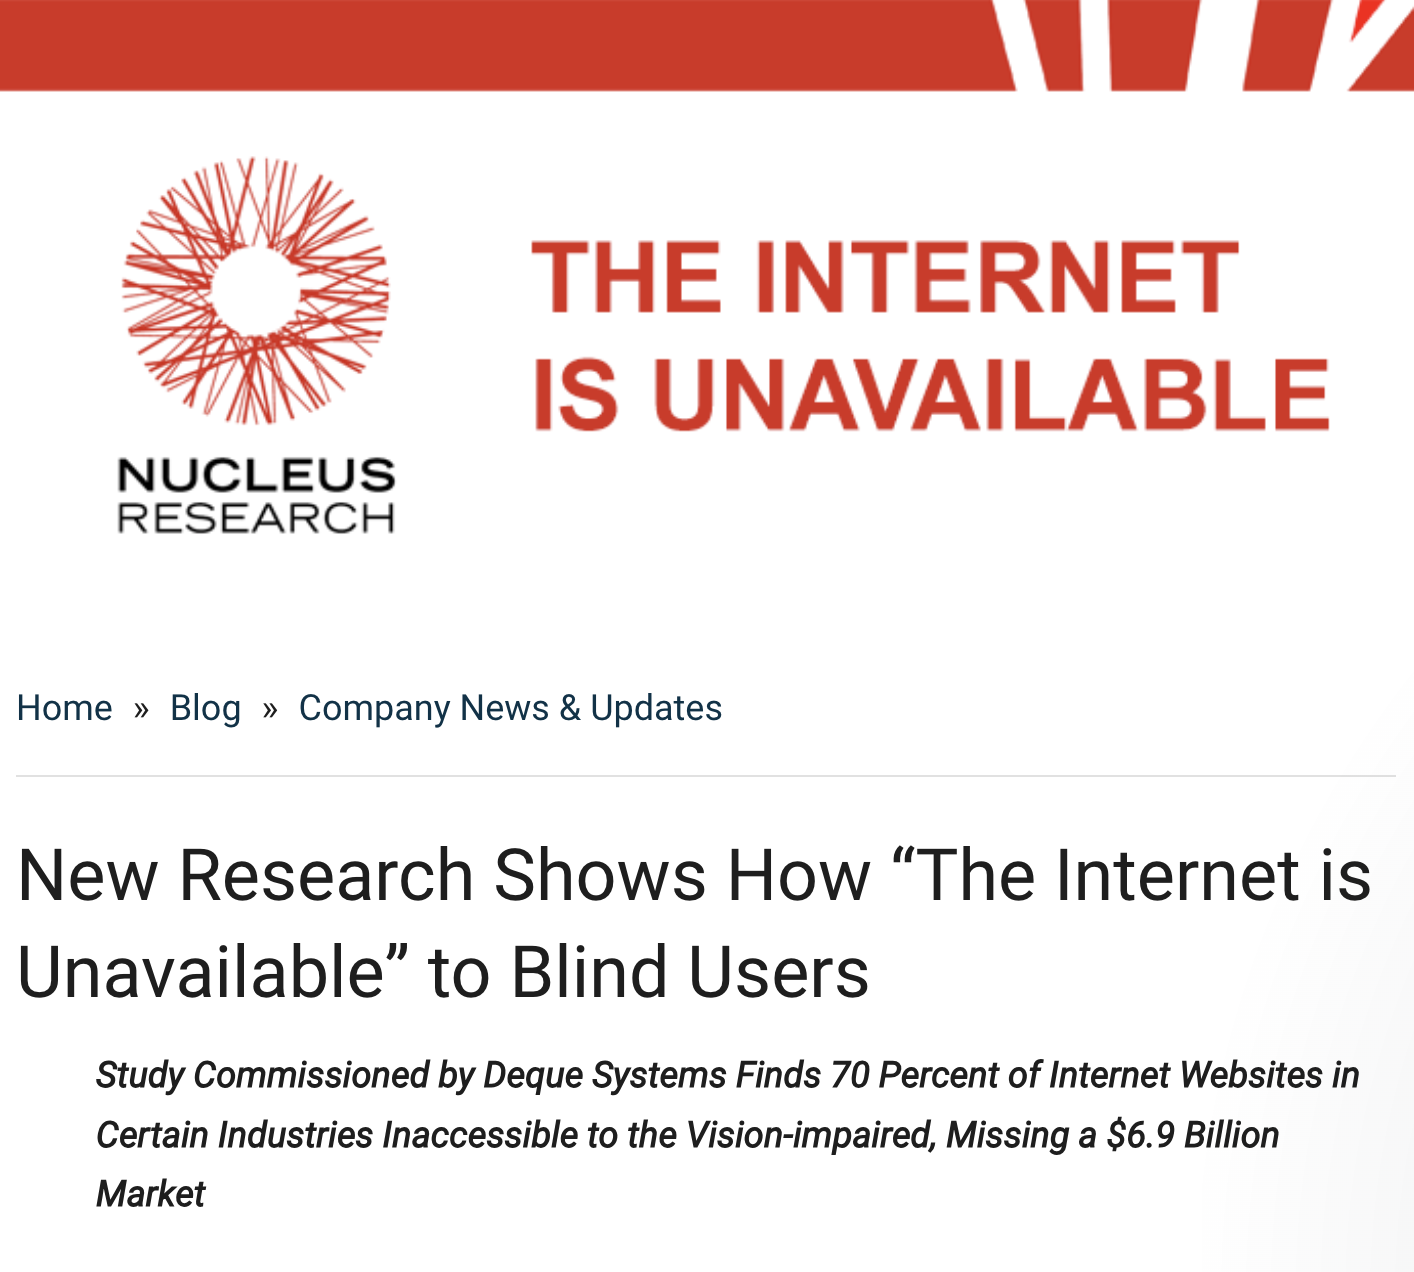 THE INTERNET
IS UNAVAILABLE
NUCLEUS
RESEARCH
Home » Blog » Company News & Updates
New Research Shows How “The Internet is
Unavailable” to Blind Users
Study Commissioned by Deque Systems Finds 70 Percent of Internet Websites in
Certain Industries Inaccessible to the Vision-impaired, Missing a $6.9 Billion
Market